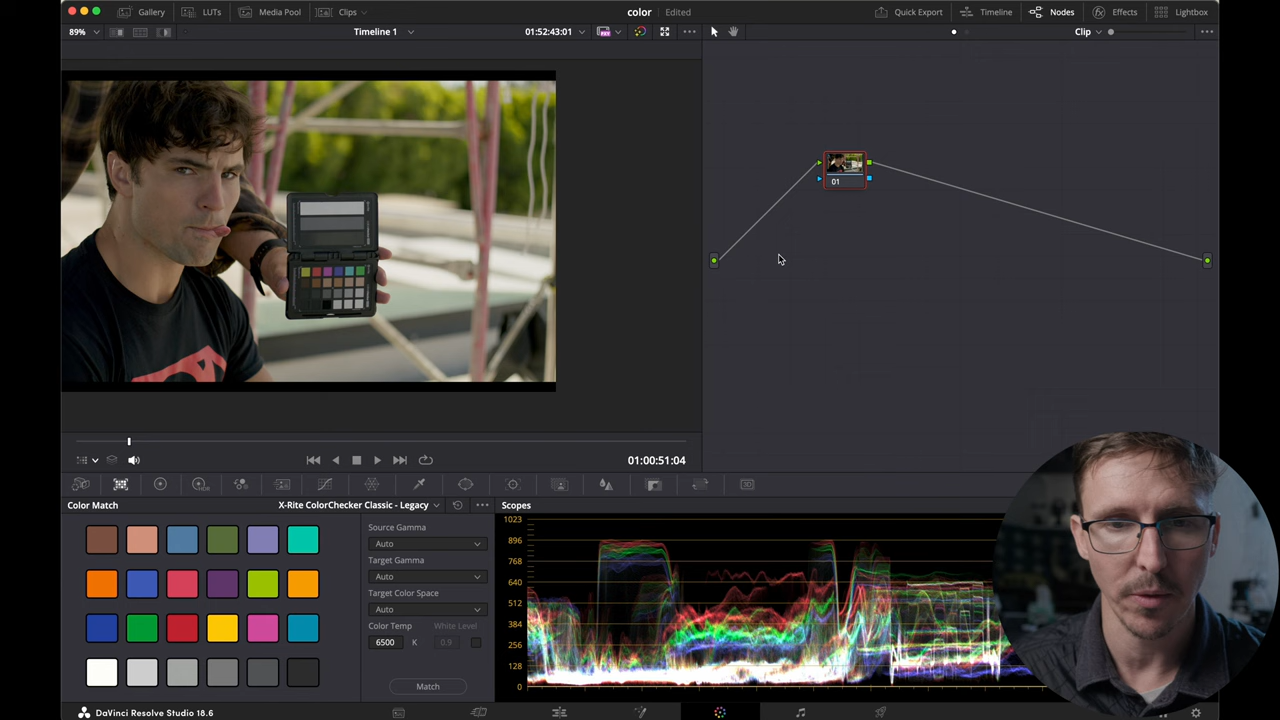 Gallery LUTs Media Pool Clips color Edited Quick Export Timeline Nodes Effects Lightbox
89% Timeline 1 01:52:43:01 Clip
01
01:00:51:04
Color Match X-Rite ColorChecker Classic - Legacy Scopes
Source Gamma
Auto
Target Gamma
Auto
Target Color Space
Auto
Color Temp White Level
6500 K 0.9
Match
1023
896
768
640
512
384
256
128
0
DaVinci Resolve Studio 18.6